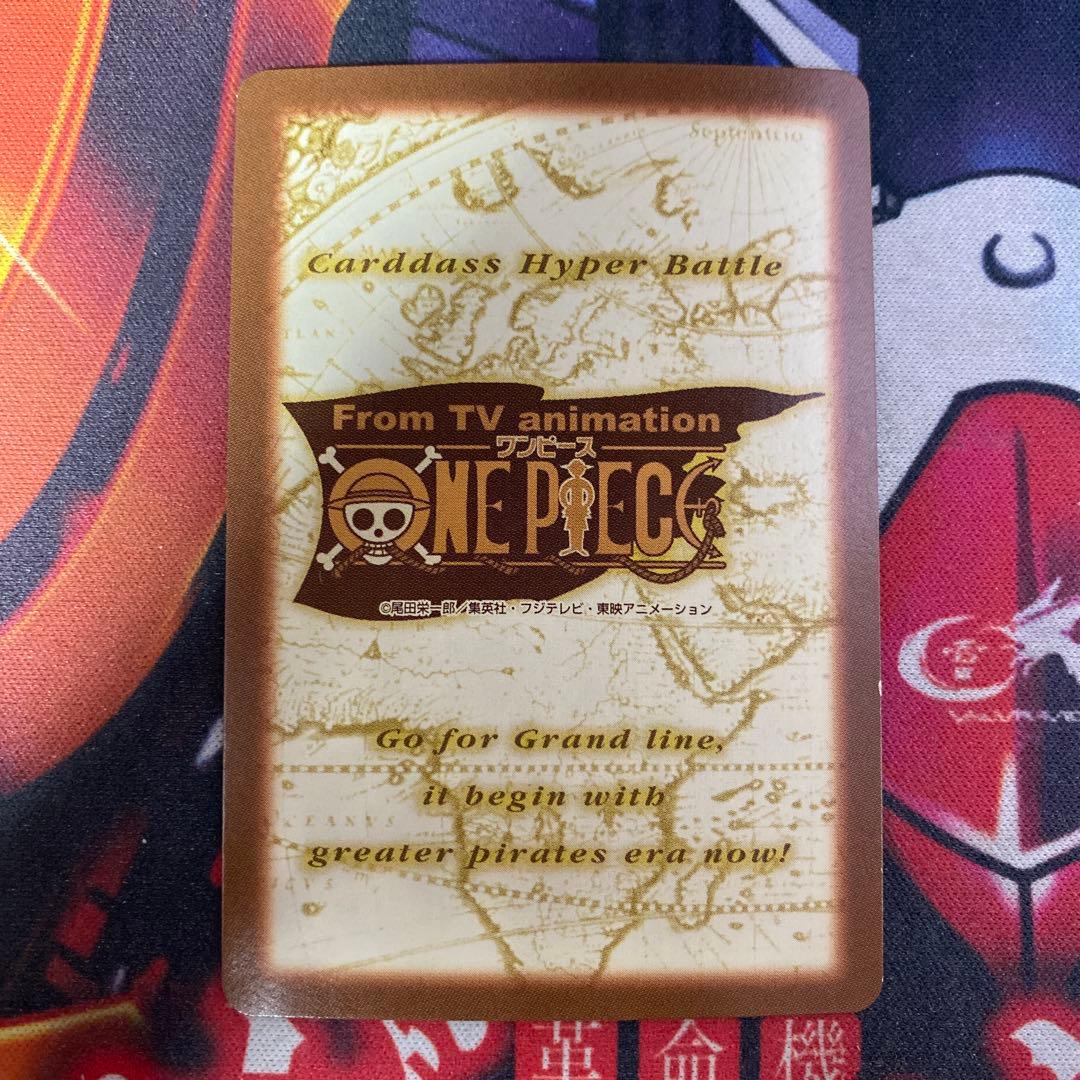 Septentrio
Carddass Hyper Battle
From TV animation
ワンピース
ONE PIECE
©尾田栄一郎／集英社・フジテレビ・東映アニメーション
Go for Grand line,
it begin with
greater pirates era now!
革命機